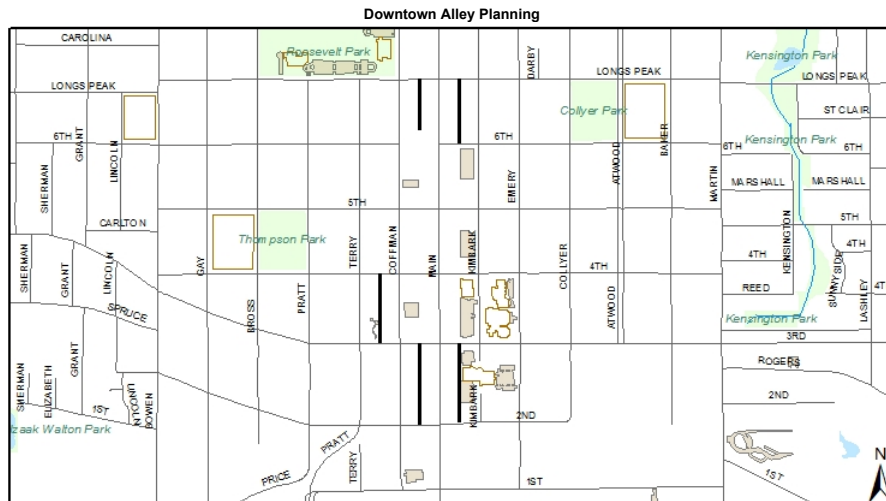 Downtown Alley Planning
CAROLINA
Roosevelt Park
DARBY
Kensington Park
LONGS PEAK
LONGS PEAK
LONGS PEAK
Collyer Park
ST CLAIR
6TH
GRANT
LINCOLN
6TH
ATWOOD
BAKER
6TH
Kensington Park
6TH
SHERMAN
EMERY
MARTIN
MARSHALL
MARSHALL
5TH
CARLTON
5TH
Thompson Park
TERRY
COFFMAN
MAIN
KIMBARK
COLLYER
4TH
4TH
KENSINGTON
4TH
SHERMAN
GRANT
LINCOLN
GAY
BROSS
PRATT
ATWOOD
REED
SUNNYSIDE
LASHLEY
4T
SPRUCE
Kensington Park
3RD
SHERMAN
ELIZABETH
GRANT
LINCOLN
BOWEN
ROGERS
1ST
KIMBARK
2ND
2ND
Izaak Walton Park
PRATT
TERRY
PRICE
1ST
1ST
N